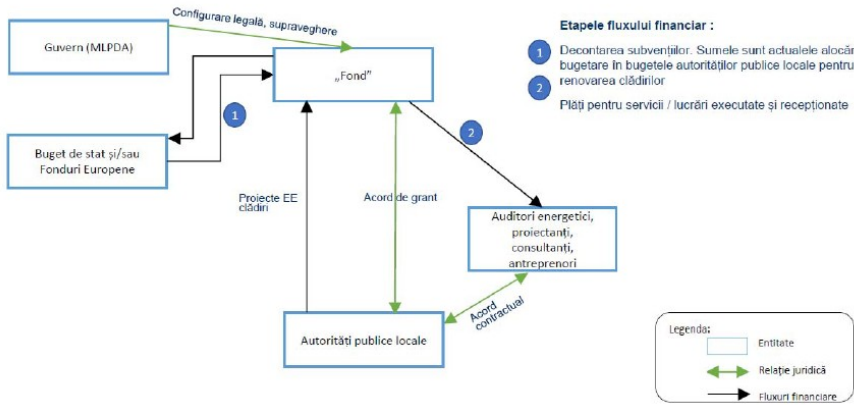 Configurare legală, supraveghere
Guvern (MLPDA)
„Fond”
1
2
Buget de stat și/sau
Fonduri Europene
Proiecte EE
clădiri
Acord de grant
Auditori energetici,
proiectanți,
consultanți,
antreprenori
Acord
contractual
Autorități publice locale
Etapele fluxului financiar :
1
Decontarea subvențiilor. Sumele sunt actualele alocăr
bugetare în bugetele autorităților publice locale pentru
2
renovarea clădirilor
Plăți pentru servicii / lucrări executate și recepționate
Legenda:
Entitate
Relație juridică
Fluxuri financiare